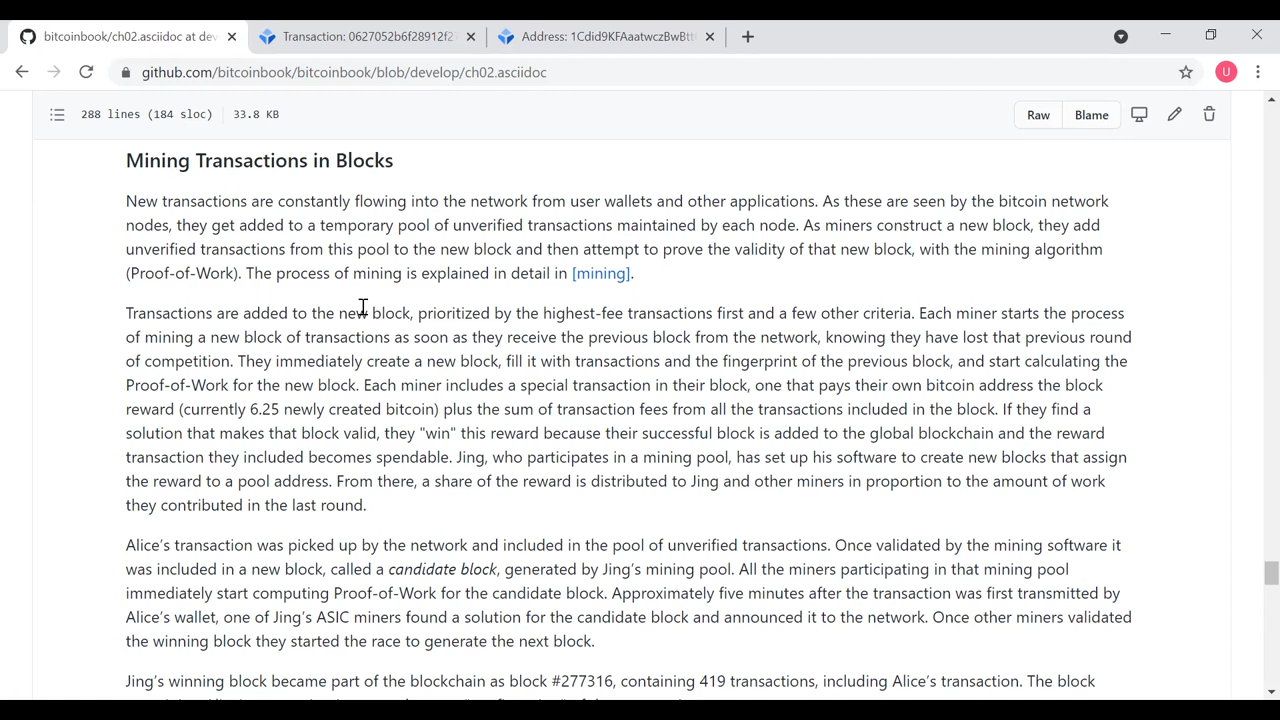 bitcoinbook/ch02.asciidoc at dev
Transaction: 0627052b6f28912f2
Address: 1Cdid9KFAaatwczBwBtt
github.com/bitcoinbook/bitcoinbook/blob/develop/ch02.asciidoc
U
288 lines (184 sloc) 33.8 KB
Raw
Blame
Mining Transactions in Blocks
New transactions are constantly flowing into the network from user wallets and other applications. As these are seen by the bitcoin network
nodes, they get added to a temporary pool of unverified transactions maintained by each node. As miners construct a new block, they add
unverified transactions from this pool to the new block and then attempt to prove the validity of that new block, with the mining algorithm
(Proof-of-Work). The process of mining is explained in detail in [mining].
Transactions are added to the new block, prioritized by the highest-fee transactions first and a few other criteria. Each miner starts the process
of mining a new block of transactions as soon as they receive the previous block from the network, knowing they have lost that previous round
of competition. They immediately create a new block, fill it with transactions and the fingerprint of the previous block, and start calculating the
Proof-of-Work for the new block. Each miner includes a special transaction in their block, one that pays their own bitcoin address the block
reward (currently 6.25 newly created bitcoin) plus the sum of transaction fees from all the transactions included in the block. If they find a
solution that makes that block valid, they "win" this reward because their successful block is added to the global blockchain and the reward
transaction they included becomes spendable. Jing, who participates in a mining pool, has set up his software to create new blocks that assign
the reward to a pool address. From there, a share of the reward is distributed to Jing and other miners in proportion to the amount of work
they contributed in the last round.
Alice's transaction was picked up by the network and included in the pool of unverified transactions. Once validated by the mining software it
was included in a new block, called a candidate block, generated by Jing's mining pool. All the miners participating in that mining pool
immediately start computing Proof-of-Work for the candidate block. Approximately five minutes after the transaction was first transmitted by
Alice's wallet, one of Jing's ASIC miners found a solution for the candidate block and announced it to the network. Once other miners validated
the winning block they started the race to generate the next block.
Jing's winning block became part of the blockchain as block #277316, containing 419 transactions, including Alice's transaction. The block